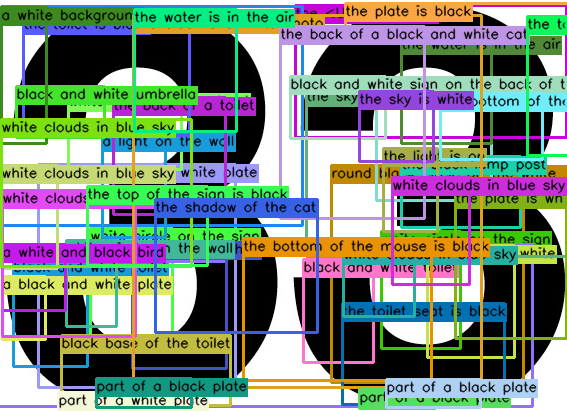 88
a white background
the water is in the air
the plate is black
the back of a black and white cat
the water is in the air
black and white sign on the back of t
black and white umbrella
the back of a toilet
the sky
the sky is white
bottom of the
white clouds in blue sky
a light on the wall
the light is on
lamp post
white clouds in blue sky
white plate
round bla
white clouds in blue sky
white clouds
the top of the sign is black
the plate is wh
the shadow of the cat
on the sign
the sign
a white and black bird
n the wall
the bottom of the mouse is black
sky
white
black and white toilet
black and white toilet
a black and white plate
the toilet seat is black
black base of the toilet
part of a black plate
part of a black plate
part of a white plate
part of a black plate